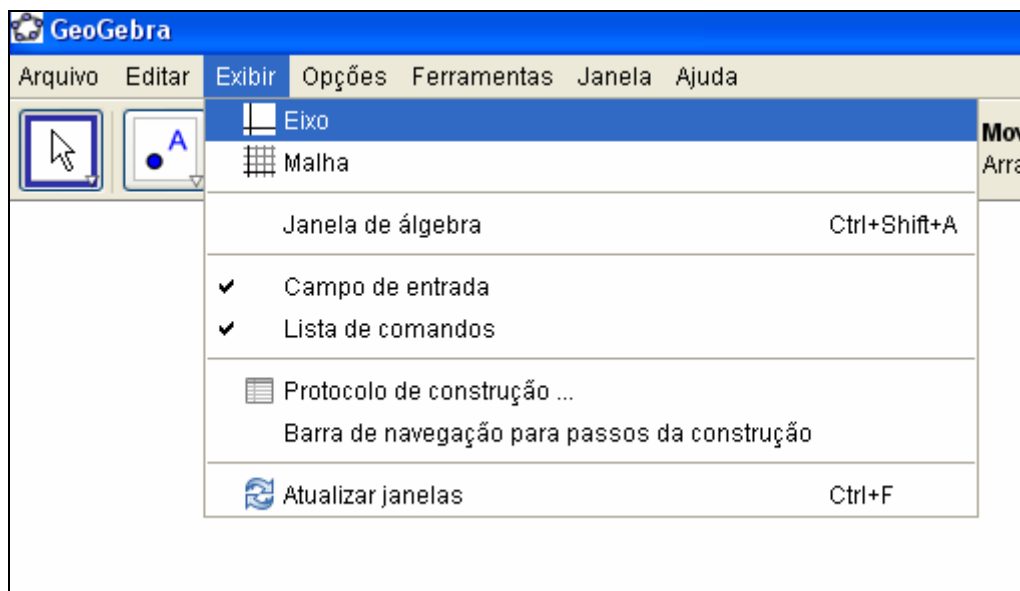 GeoGebra
Arquivo Editar Exibir Opções Ferramentas Janela Ajuda
A
Eixo
Malha
Janela de álgebra Ctrl+Shift+A
Campo de entrada
Lista de comandos
Protocolo de construção ...
Barra de navegação para passos da construção
Atualizar janelas Ctrl+F